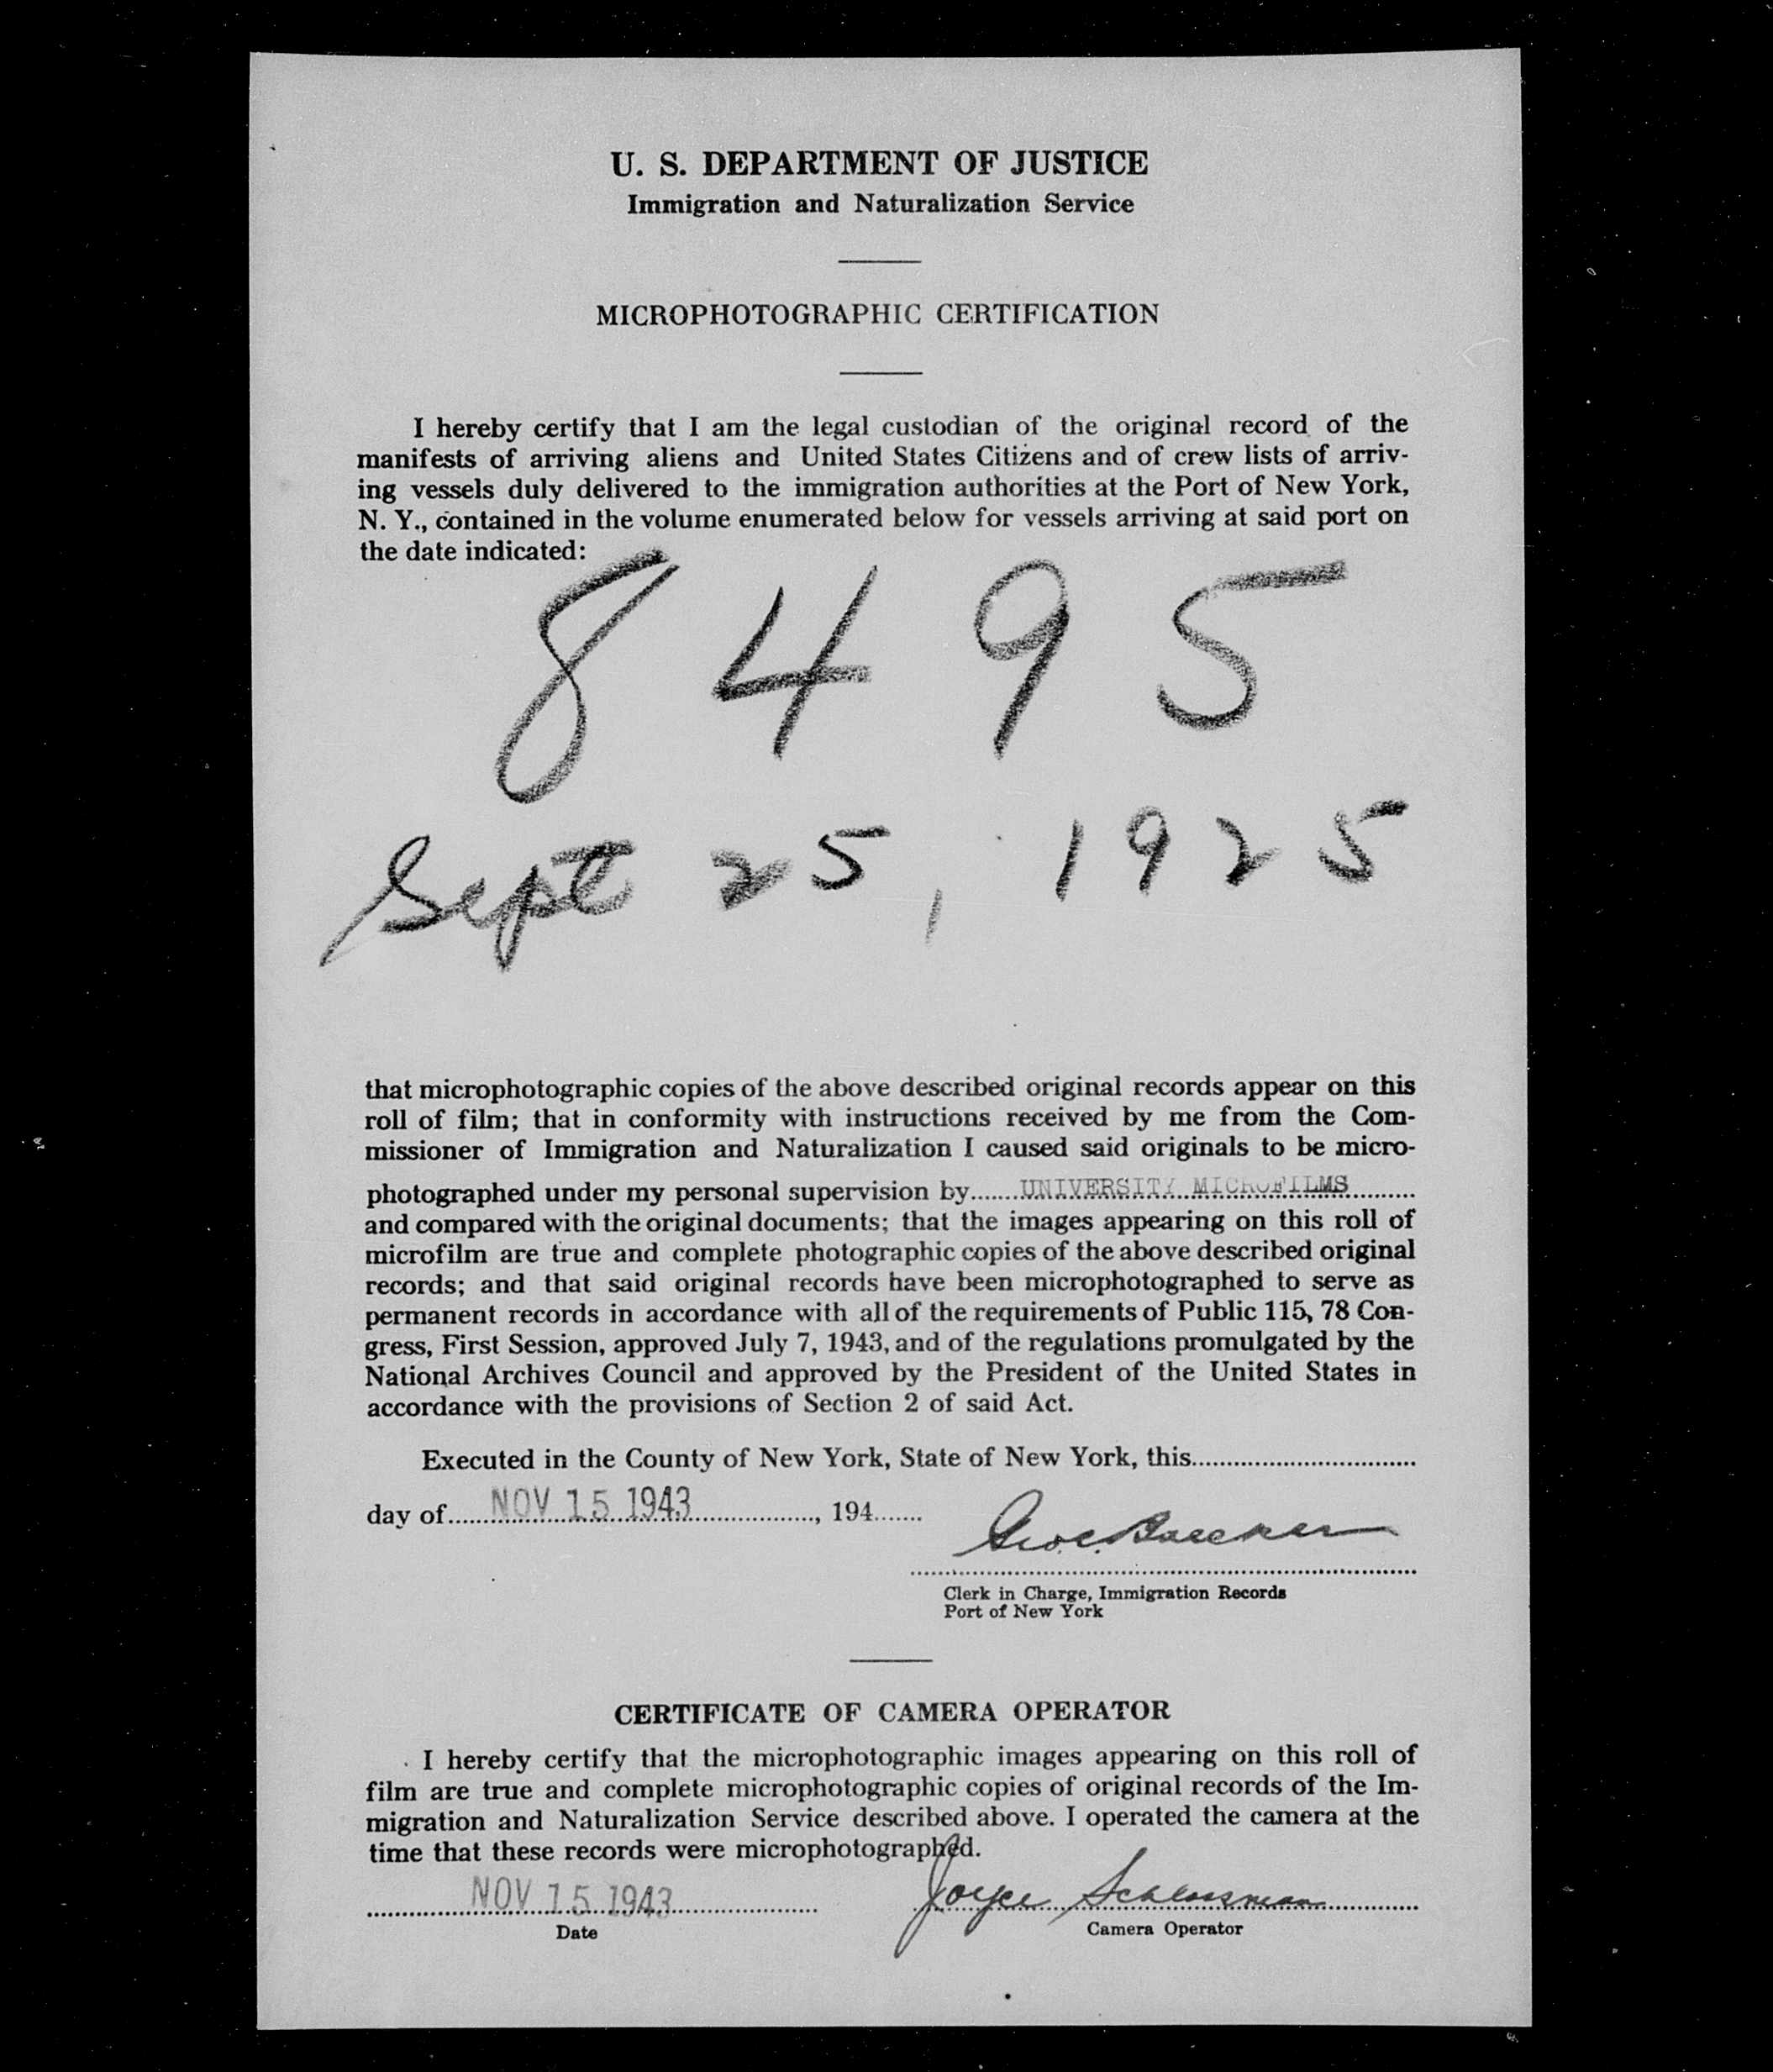 U. S. DEPARTMENT OF JUSTICE
Immigration and Naturalization Service
MICROPHOTOGRAPHIC CERTIFICATION
I hereby certify that I am the legal custodian of the original record of the
manifests of arriving aliens and United States Citizens and of crew lists of arriv-
ing vessels duly delivered to the immigration authorities at the Port of New York,
N. Y., contained in the volume enumerated below for vessels arriving at said port on
the date indicated:
8495
Sept 25, 1925
that microphotographic copies of the above described original records appear on this
roll of film; that in conformity with instructions received by me from the Com-
missioner of Immigration and Naturalization I caused said originals to be micro-
photographed under my personal supervision by.......UNIVERSITY MICROFILMS..........
and compared with the original documents; that the images appearing on this roll of
microfilm are true and complete photographic copies of the above described original
records; and that said original records have been microphotographed to serve as
permanent records in accordance with all of the requirements of Public 115, 78 Con-
gress, First Session, approved July 7, 1943, and of the regulations promulgated by the
National Archives Council and approved by the President of the United States in
accordance with the provisions of Section 2 of said Act.
Executed in the County of New York, State of New York, this................................
day of.....NOV 15 1943.................., 194.......
Clerk in Charge, Immigration Records
Port of New York
CERTIFICATE OF CAMERA OPERATOR
I hereby certify that the microphotographic images appearing on this roll of
film are true and complete microphotographic copies of original records of the Im-
migration and Naturalization Service described above. I operated the camera at the
time that these records were microphotographed.
NOV 15 1943 Joyce Schlossman
Date Camera Operator